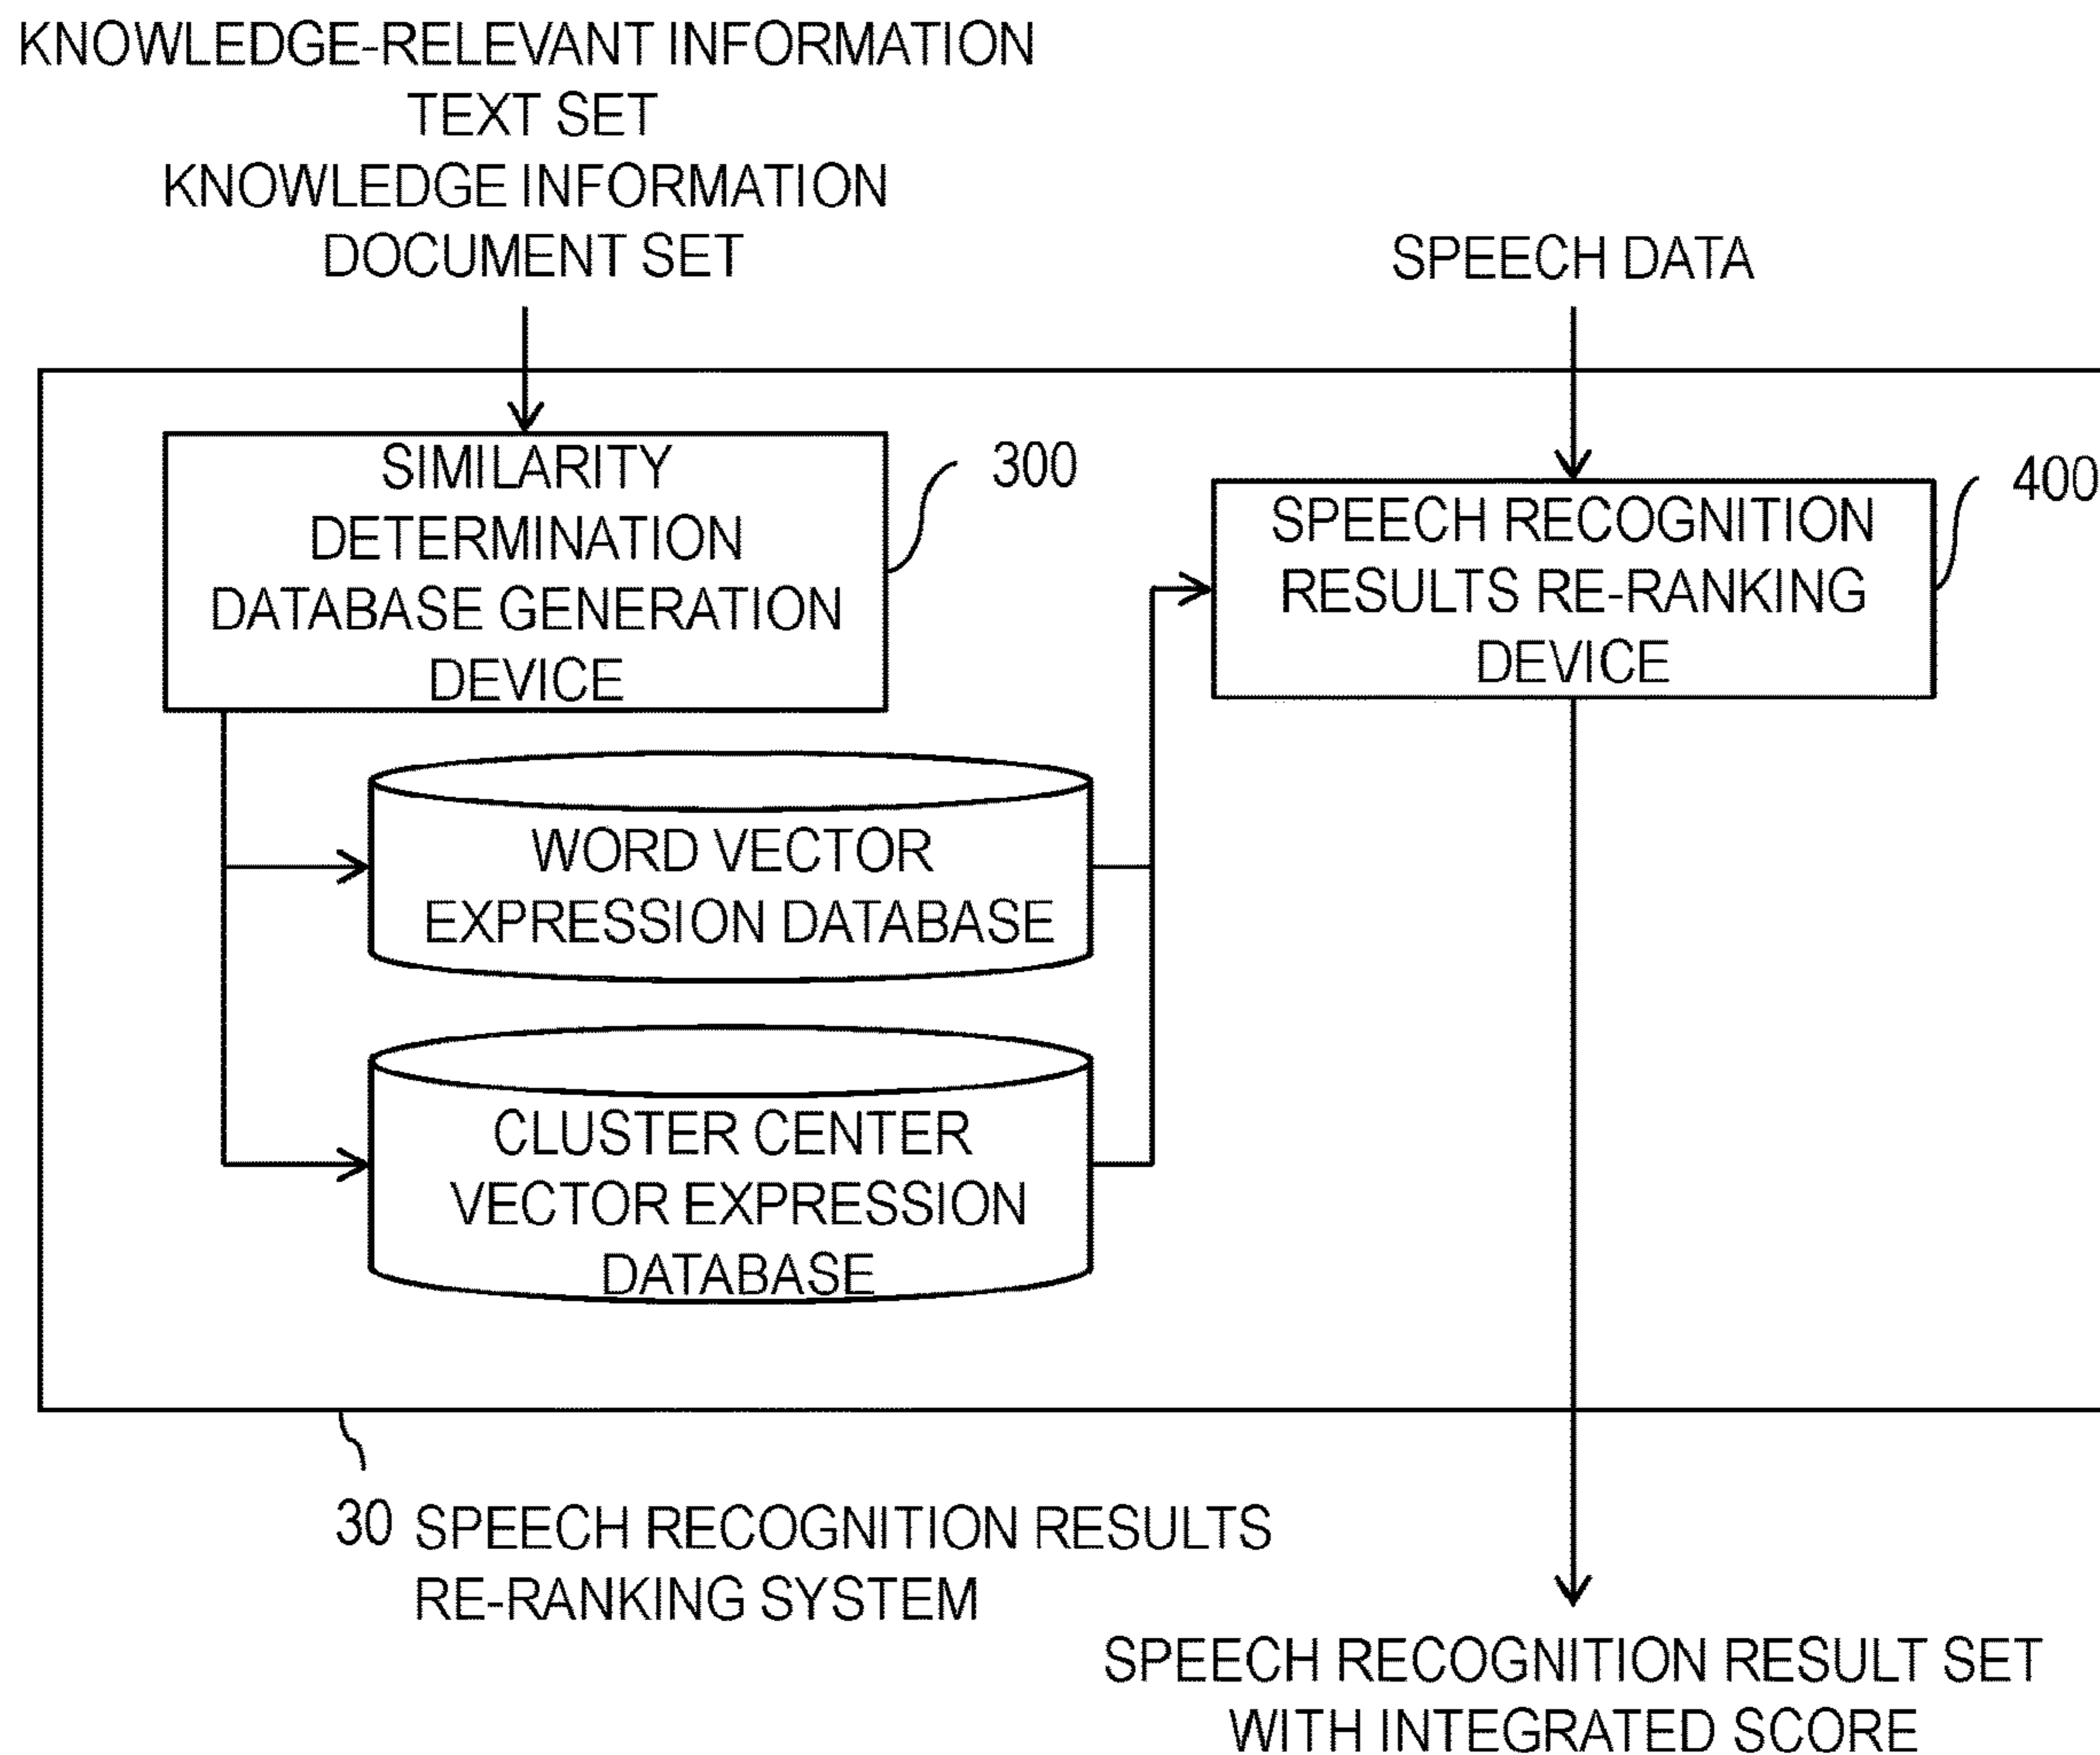 KNOWLEDGE-RELEVANT INFORMATION
TEXT SET
KNOWLEDGE INFORMATION
DOCUMENT SET
SPEECH DATA
SIMILARITY
DETERMINATION
DATABASE GENERATION
DEVICE
300
SPEECH RECOGNITION
RESULTS RE-RANKING
DEVICE
400
WORD VECTOR
EXPRESSION DATABASE
CLUSTER CENTER
VECTOR EXPRESSION
DATABASE
30 SPEECH RECOGNITION RESULTS
RE-RANKING SYSTEM
SPEECH RECOGNITION RESULT SET
WITH INTEGRATED SCORE